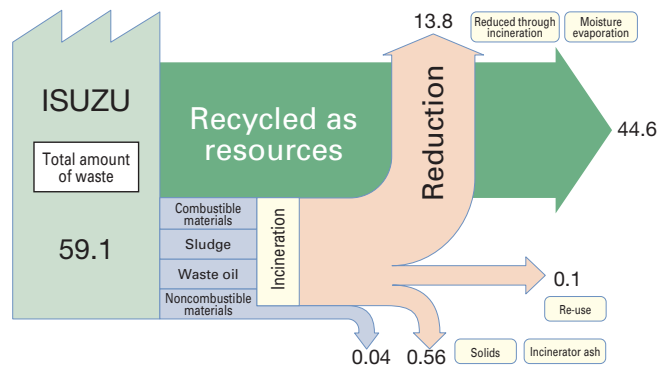 13.8
Reduced through
incineration
Moisture
evaporation
ISUZU
Total amount
of waste
59.1
Recycled as
resources
Reduction
44.6
Combustible
materials
Sludge
Waste oil
Noncombustible
materials
Incineration
0.1
Re-use
0.04
0.56
Solids
Incinerator ash